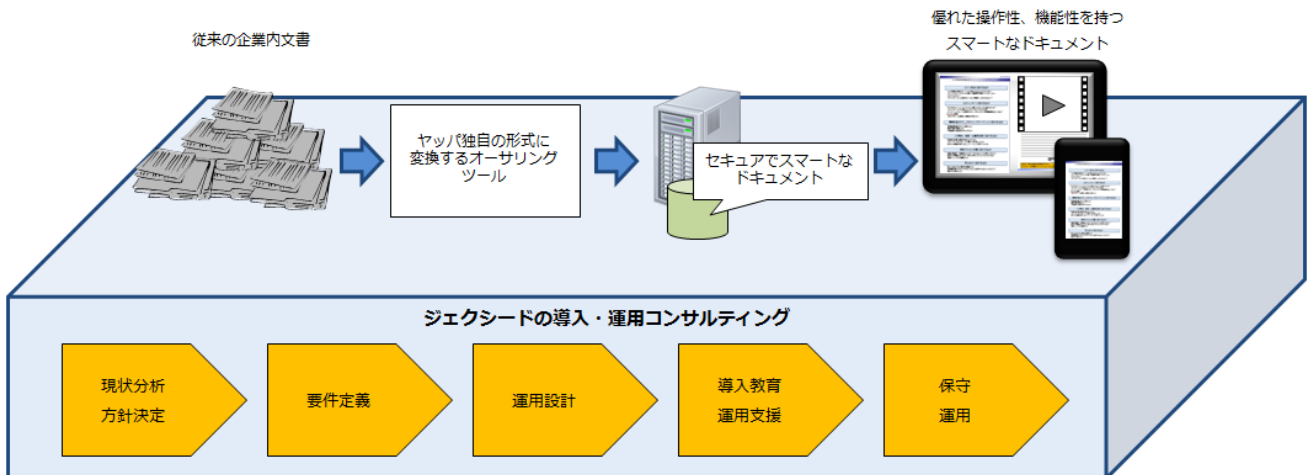 従来の企業内文書
優れた操作性、機能性を持つ
スマートなドキュメント
ヤッパ独自の形式に
変換するオーサリング
ツール
セキュアでスマートな
ドキュメント
ジェクシードの導入・運用コンサルティング
現状分析
方針決定
要件定義
運用設計
導入教育
運用支援
保守
運用